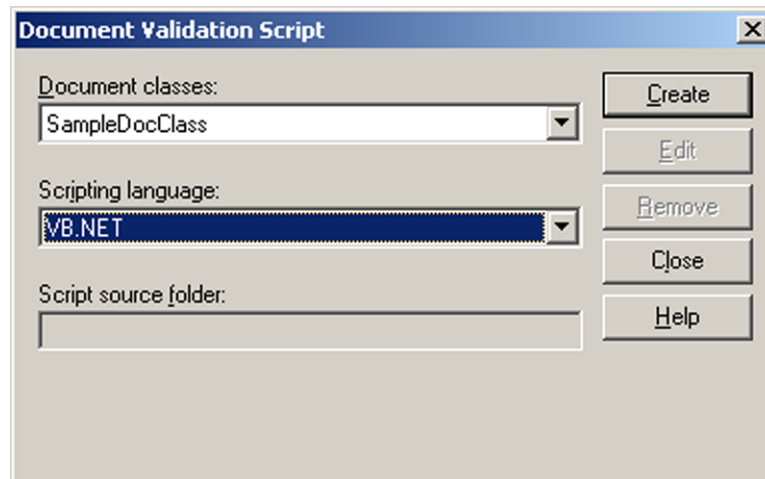 Document Validation Script
Document classes:
SampleDocClass
Scripting language:
VB.NET
Script source folder:
Create
Edit
Remove
Close
Help